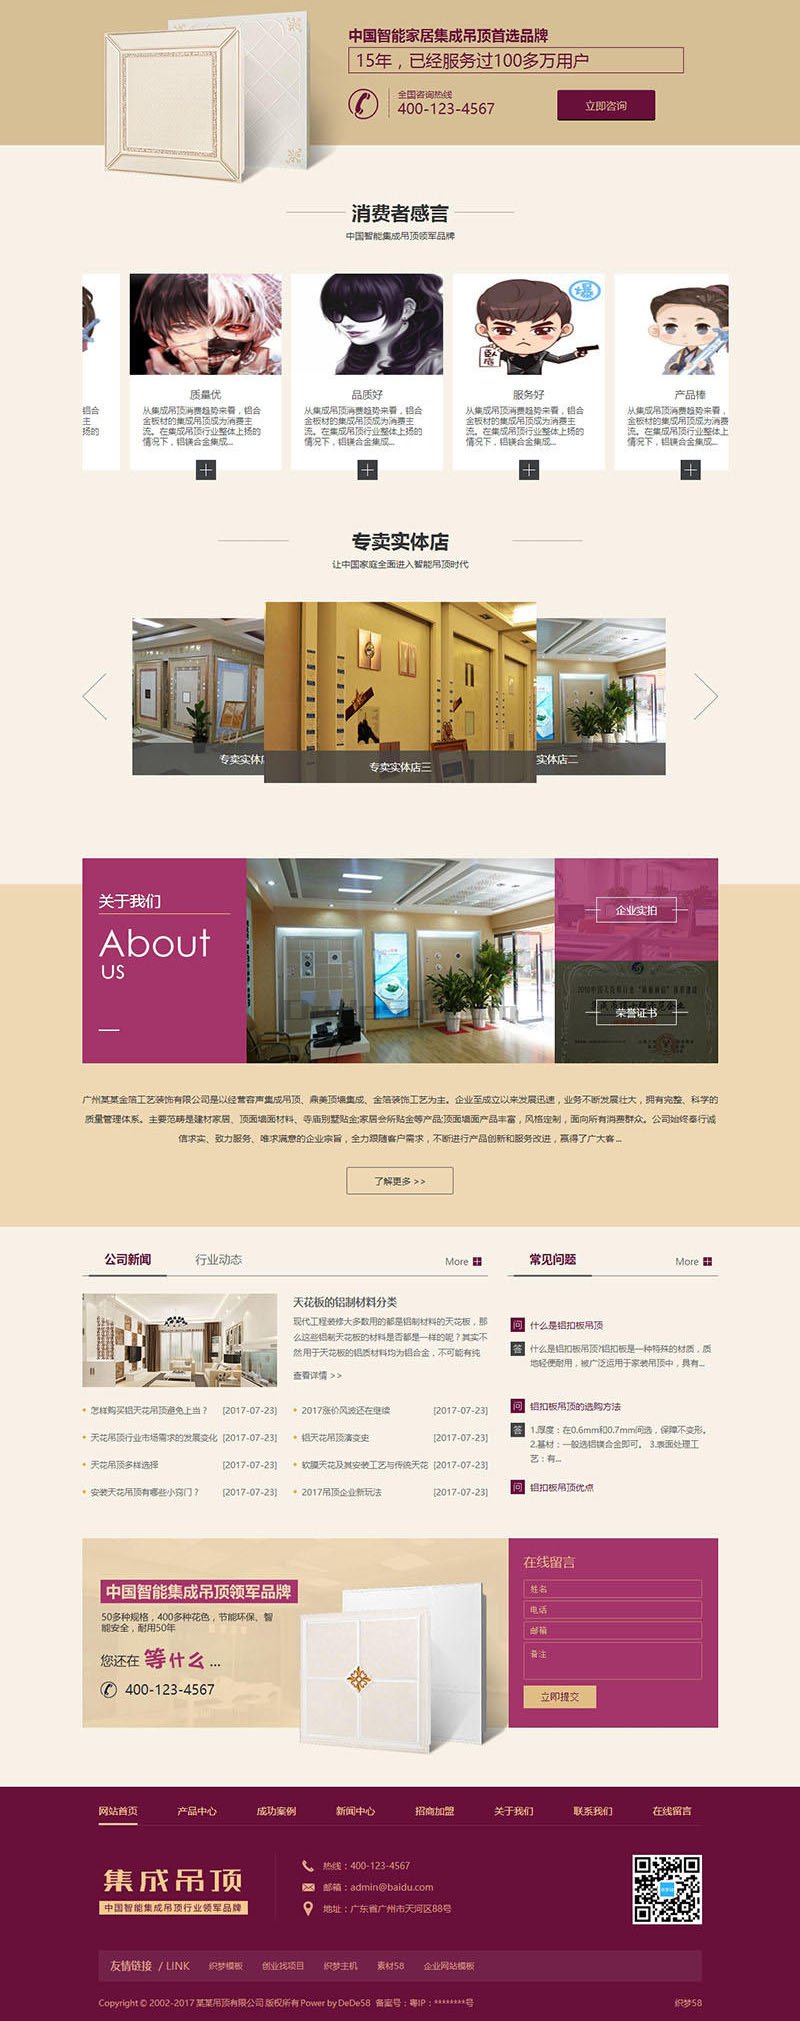 中国智能家居集成吊顶首选品牌
15年，已经服务过100多万用户
全国咨询热线
400-123-4567
立即咨询
消费者感言
中国智能集成吊顶领军品牌
爆
卧底
质量优
品质好
服务好
产品棒
铝合
主
扬的
从集成吊顶消费趋势来看，铝合
金板材的集成吊顶成为消费主
流。在集成吊顶行业整体上扬的
情况下，铝镁合金集成...
从集成吊顶消费趋势来看，铝合
金板材的集成吊顶成为消费主
流。在集成吊顶行业整体上扬的
情况下，铝镁合金集成...
从集成吊顶消费趋势来看，铝合
金板材的集成吊顶成为消费主
流。在集成吊顶行业整体上扬的
情况下，铝镁合金集成...
从集成吊顶消费趋势来看，
金板材的集成吊顶成为消费
流。在集成吊顶行业整体上
情况下，铝镁合金集成...
专卖实体店
让中国家庭全面进入智能吊顶时代
专卖实体店
专卖实体店三
实体店二
关于我们
About
US
企业实拍
荣誉证书
广州某某金箔工艺装饰有限公司是以经营容声集成吊顶、鼎美顶墙集成、金箔装饰工艺为主。企业至成立以来发展迅速，业务不断发展壮大，拥有完整、科学的
质量管理体系。主要范畴是建材家居、顶面墙面材料、寺庙别墅贴金;家居会所贴金等产品;顶面墙面产品丰富，风格定制，面向所有消费群众。公司始终奉行诚
信求实、致力服务、唯求满意的企业宗旨，全力跟随客户需求，不断进行产品创新和服务改进，赢得了广大客 ...
了解更多 >>
公司新闻 行业动态 More
天花板的铝制材料分类
现代工程装修大多数用的都是铝制材料的天花板，那
么这些铝制天花板的材料是否都是一样的呢？其实不
然 用于天花板的铝质材料均为铝合金，不可能有纯
查看详情 >>
怎样购买铝天花吊顶避免上当？ [2017-07-23]
2017涨价风波还在继续 [2017-07-23]
天花吊顶行业市场需求的发展变化 [2017-07-23]
铝天花吊顶演变史 [2017-07-23]
天花吊顶多样选择 [2017-07-23]
软膜天花及其安装工艺与传统天花 [2017-07-23]
安装天花吊顶有哪些小窍门？ [2017-07-23]
2017吊顶企业新玩法 [2017-07-23]
常见问题 More
问 什么是铝扣板吊顶
答 什么是铝扣板吊顶?铝扣板是一种特殊的材质，质
地轻便耐用，被广泛运用于家装吊顶中，具有...
问 铝扣板吊顶的选购方法
答 1.厚度：在0.6mm和0.7mm间选，保障不变形。
2.基材：一般选铝镁合金即可。 3.表面处理工
艺：有...
问 铝扣板吊顶优点
中国智能集成吊顶领军品牌
50多种规格，400多种花色，节能环保、智
能安全，耐用50年
您还在 等什么 ...
400-123-4567
在线留言
姓名
电话
邮箱
备注
立即提交
网站首页 产品中心 成功案例 新闻中心 招商加盟 关于我们 联系我们 在线留言
集成吊顶
中国智能集成吊顶行业领军品牌
热线：400-123-4567
邮箱：admin@baidu.com
地址：广东省广州市天河区88号
友情链接 / LINK 织梦模板 创业找项目 织梦主机 素材58 企业网站模板
Copyright © 2002-2017 某某吊顶有限公司 版权所有 Power by DeDe58 备案号：粤IP：********号
织梦58